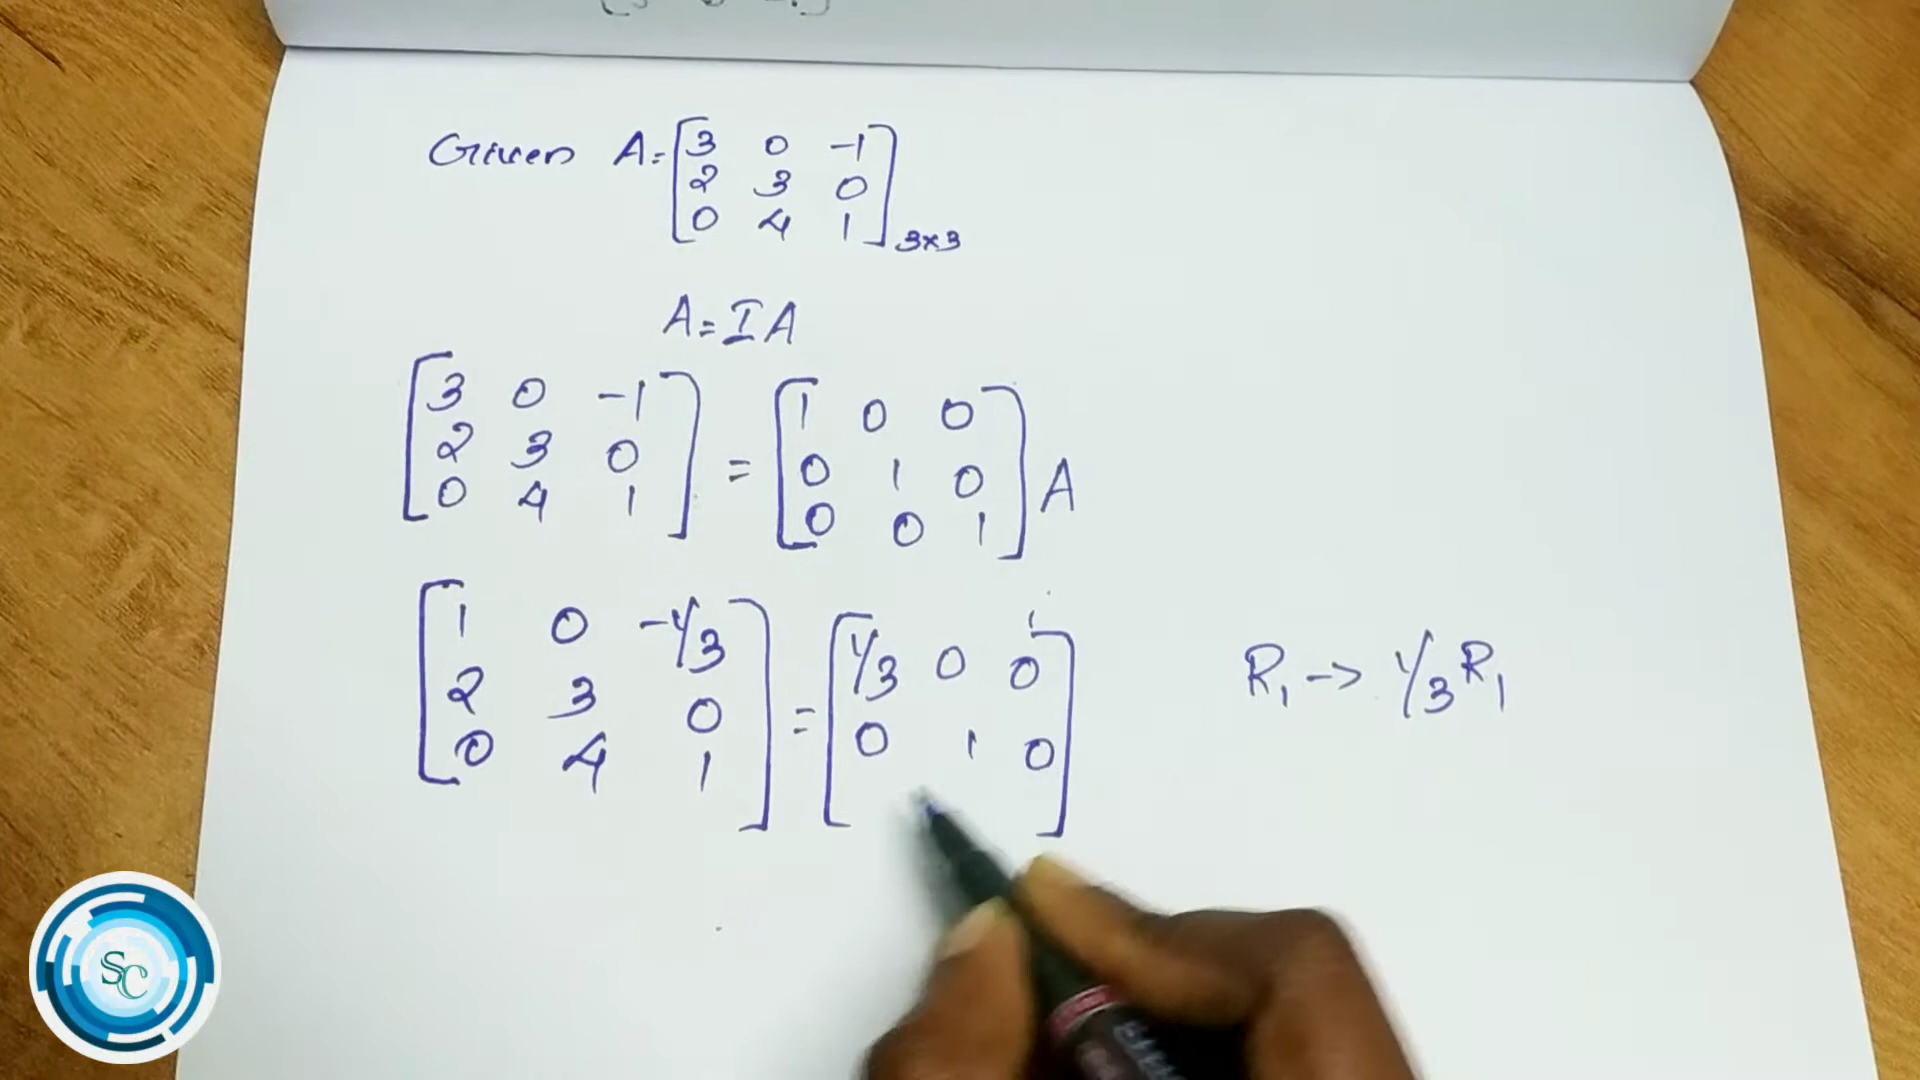 Given A = [3 0 -1
2 3 0
0 4 1] 3x3
A = IA
[3 0 -1
2 3 0
0 4 1] = [1 0 0
0 1 0
0 0 1] A
[1 0 -1/3
2 3 0
0 4 1] = [1/3 0 0
0 1 0] R₁ -> 1/3 R₁
SC